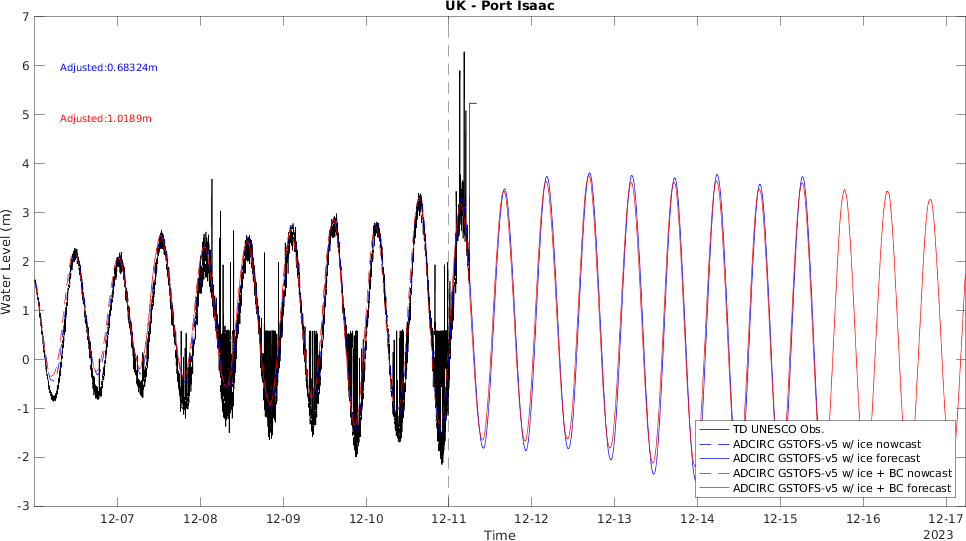 UK - Port Isaac
7
6
5
4
3
2
1
0
-1
-2
-3
Water Level (m)
Adjusted:0.68324m
Adjusted:1.0189m
TD UNESCO Obs.
ADCIRC GSTOFS-v5 w/ ice nowcast
ADCIRC GSTOFS-v5 w/ ice forecast
ADCIRC GSTOFS-v5 w/ ice + BC nowcast
ADCIRC GSTOFS-v5 w/ ice + BC forecast
12-07 12-08 12-09 12-10 12-11 12-12 12-13 12-14 12-15 12-16 12-17
2023
Time